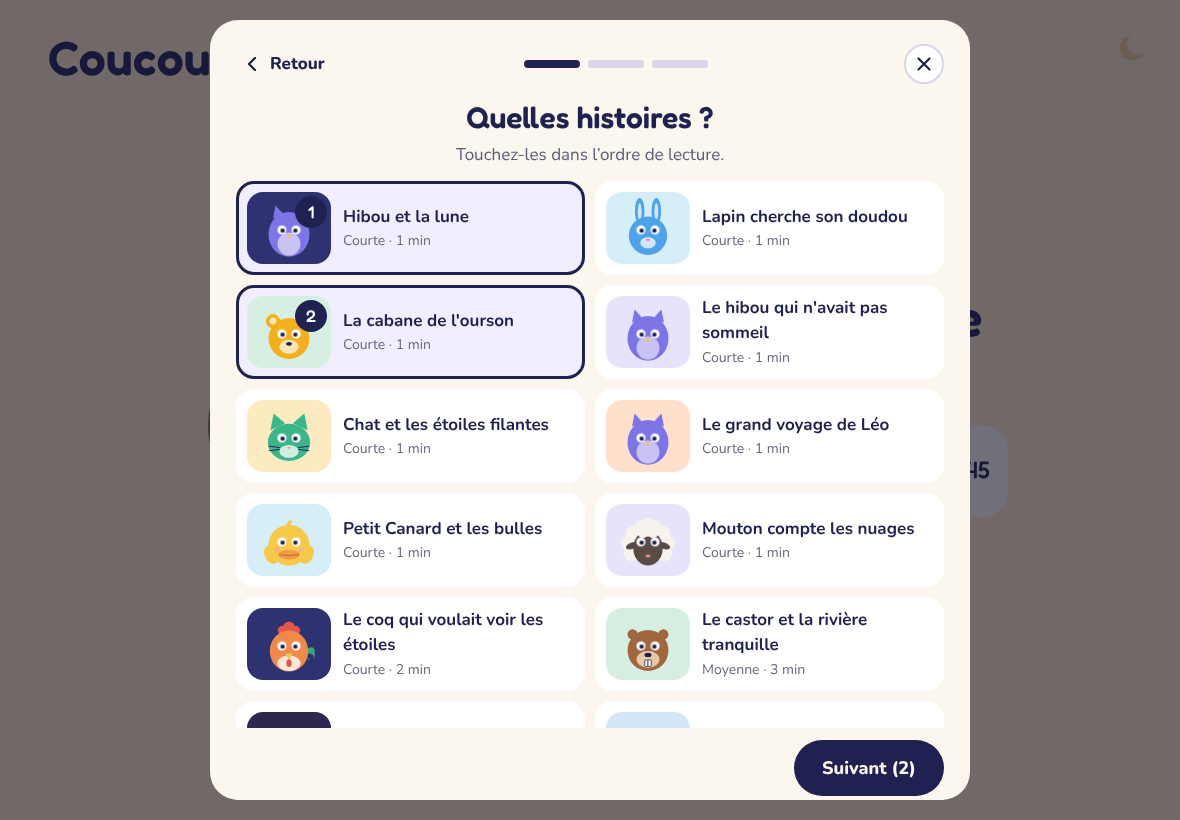 Coucou
Retour
Quelles histoires ?
Touchez-les dans l’ordre de lecture.
1
Hibou et la lune
Courte · 1 min
Lapin cherche son doudou
Courte · 1 min
2
La cabane de l'ourson
Courte · 1 min
Le hibou qui n'avait pas
sommeil
Courte · 1 min
Chat et les étoiles filantes
Courte · 1 min
Le grand voyage de Léo
Courte · 1 min
Petit Canard et les bulles
Courte · 1 min
Mouton compte les nuages
Courte · 1 min
Le coq qui voulait voir les
étoiles
Courte · 2 min
Le castor et la rivière
tranquille
Moyenne · 3 min
Suivant (2)